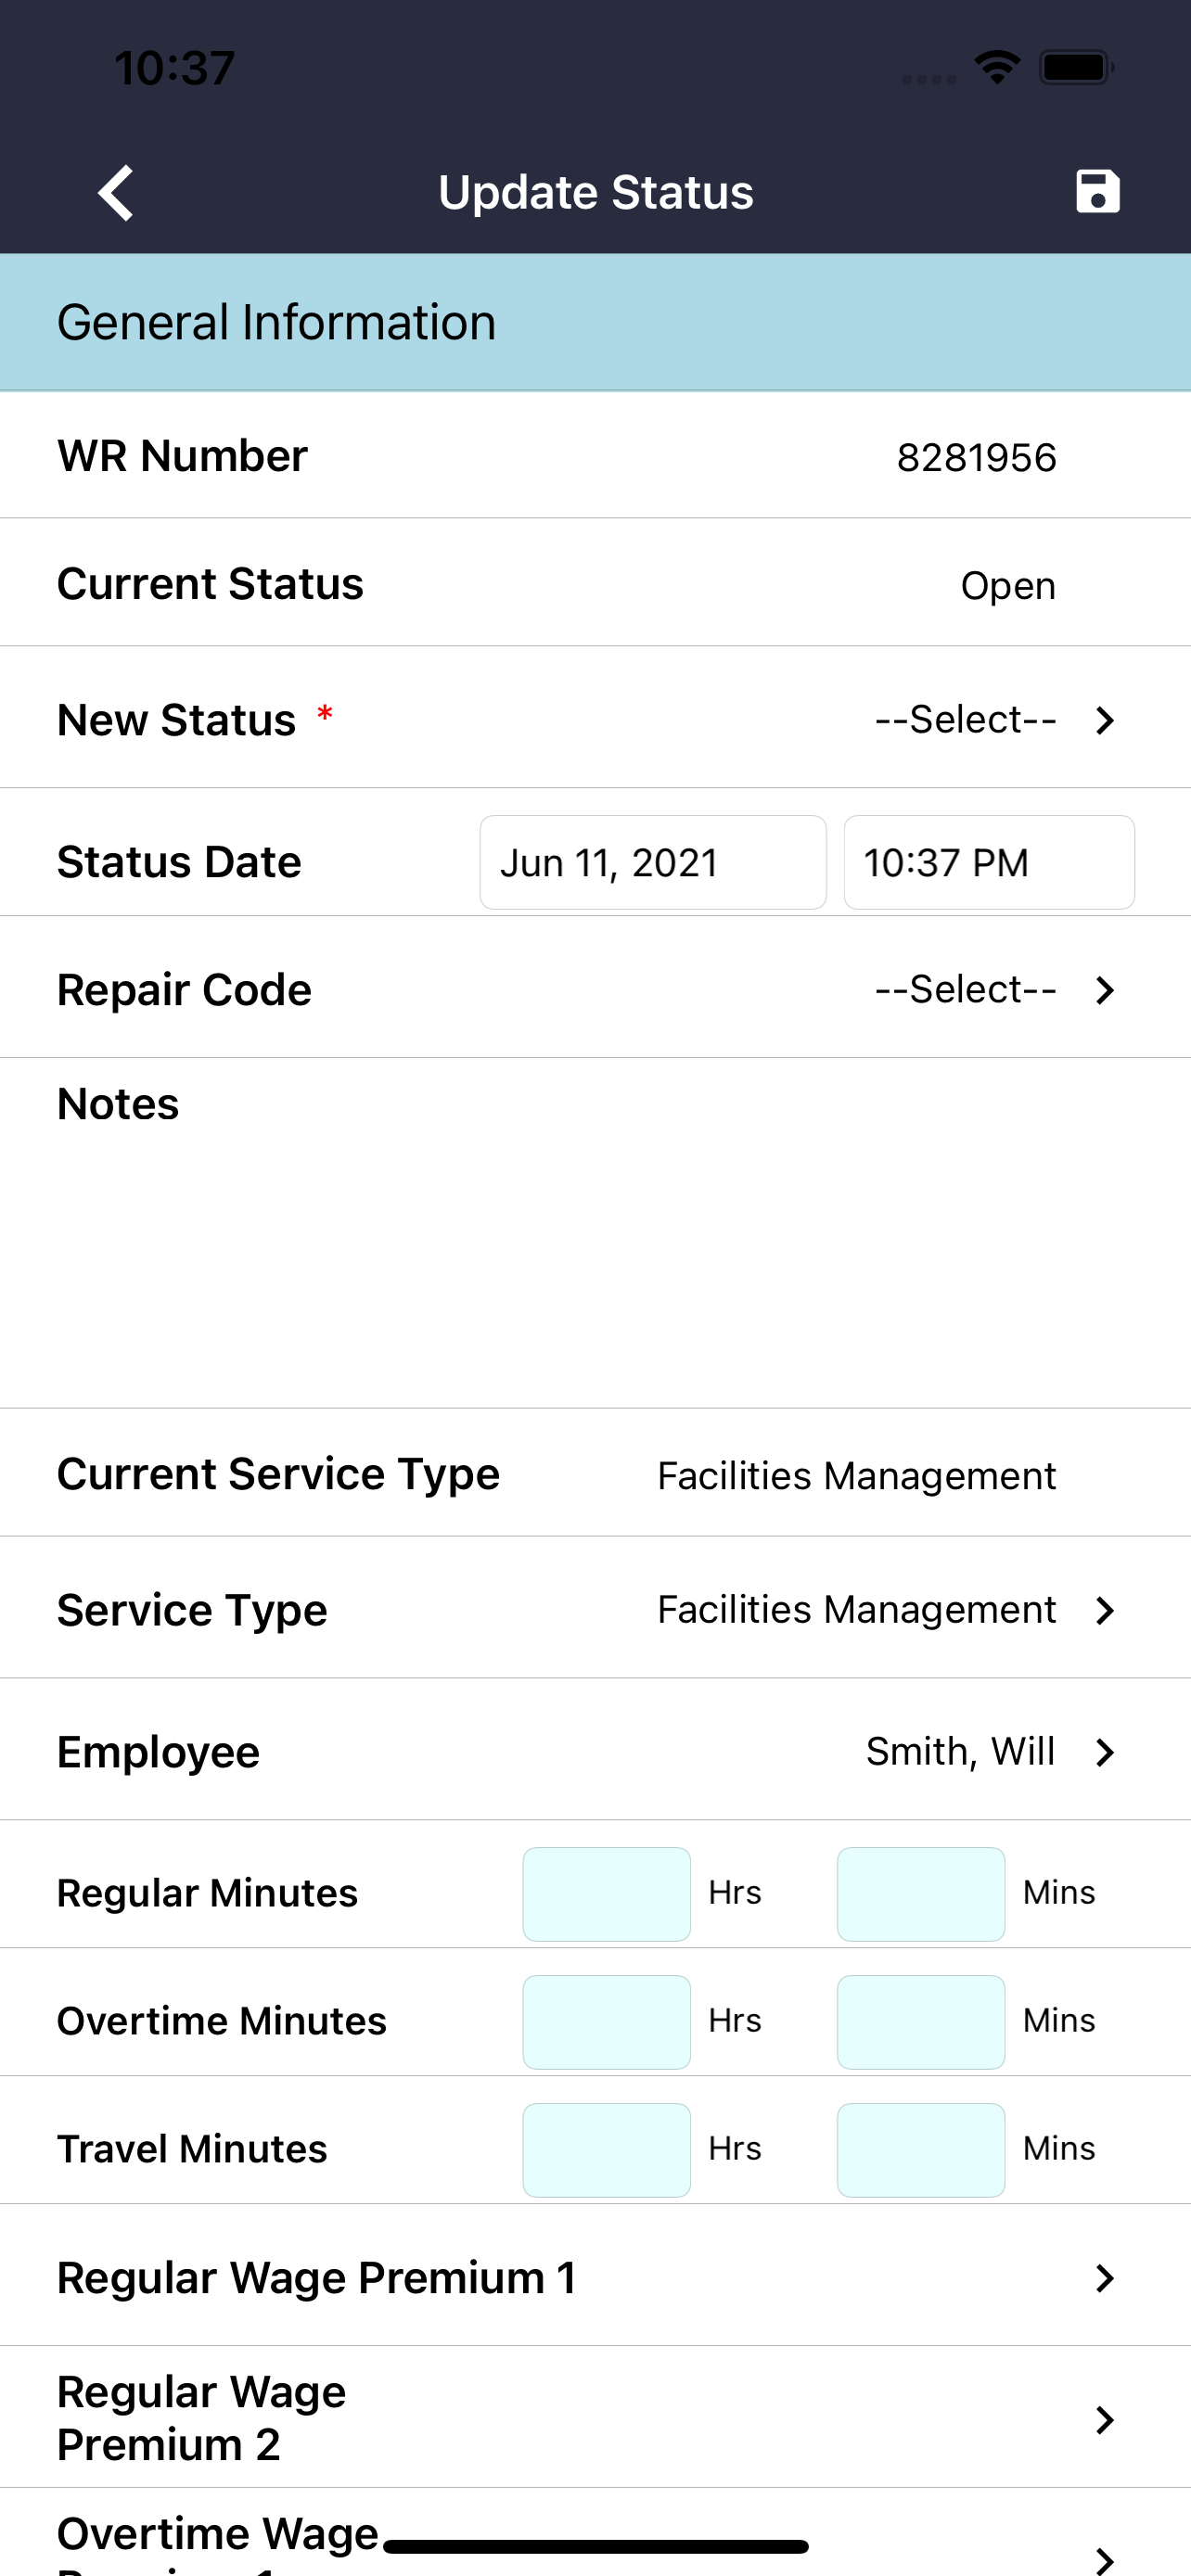 10:37
Update Status
General Information
WR Number 8281956
Current Status Open
New Status * --Select--
Status Date Jun 11, 2021 10:37 PM
Repair Code --Select--
Notes
Current Service Type Facilities Management
Service Type Facilities Management
Employee Smith, Will
Regular Minutes Hrs Mins
Overtime Minutes Hrs Mins
Travel Minutes Hrs Mins
Regular Wage Premium 1
Regular Wage
Premium 2
Overtime Wage